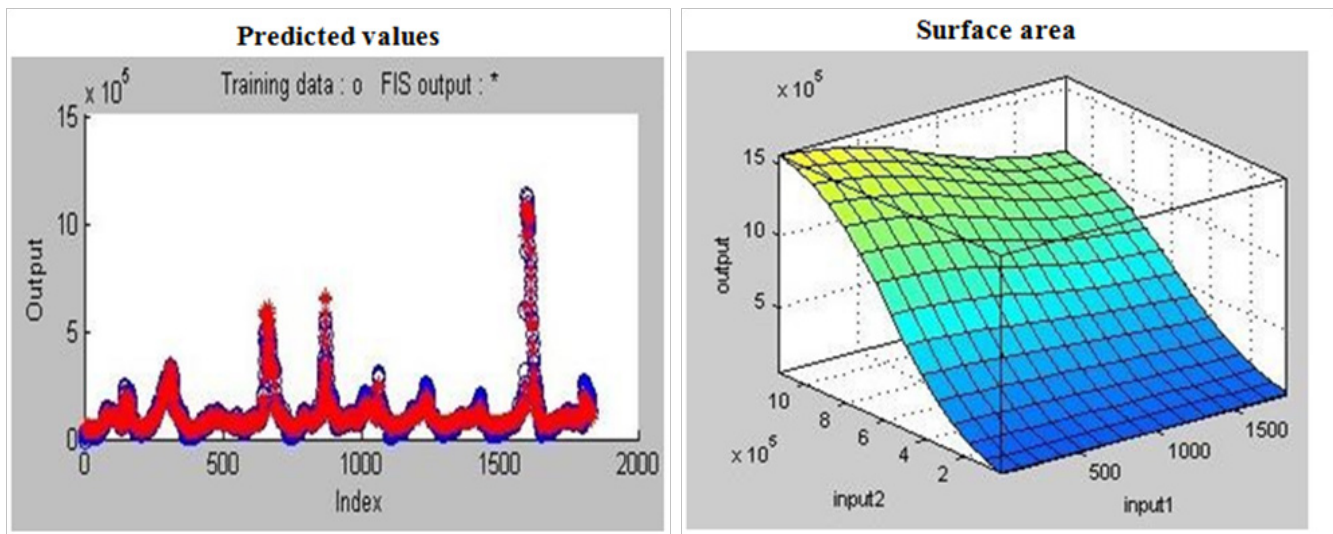 Predicted values
Training data : o FIS output : *
x 10^5
15
10
5
0
Output
0 500 1000 1500 2000
Index
Surface area
x 10^5
15
10
5
output
10
8
6
4
2
x 10^5
input2
500
1000
1500
input1